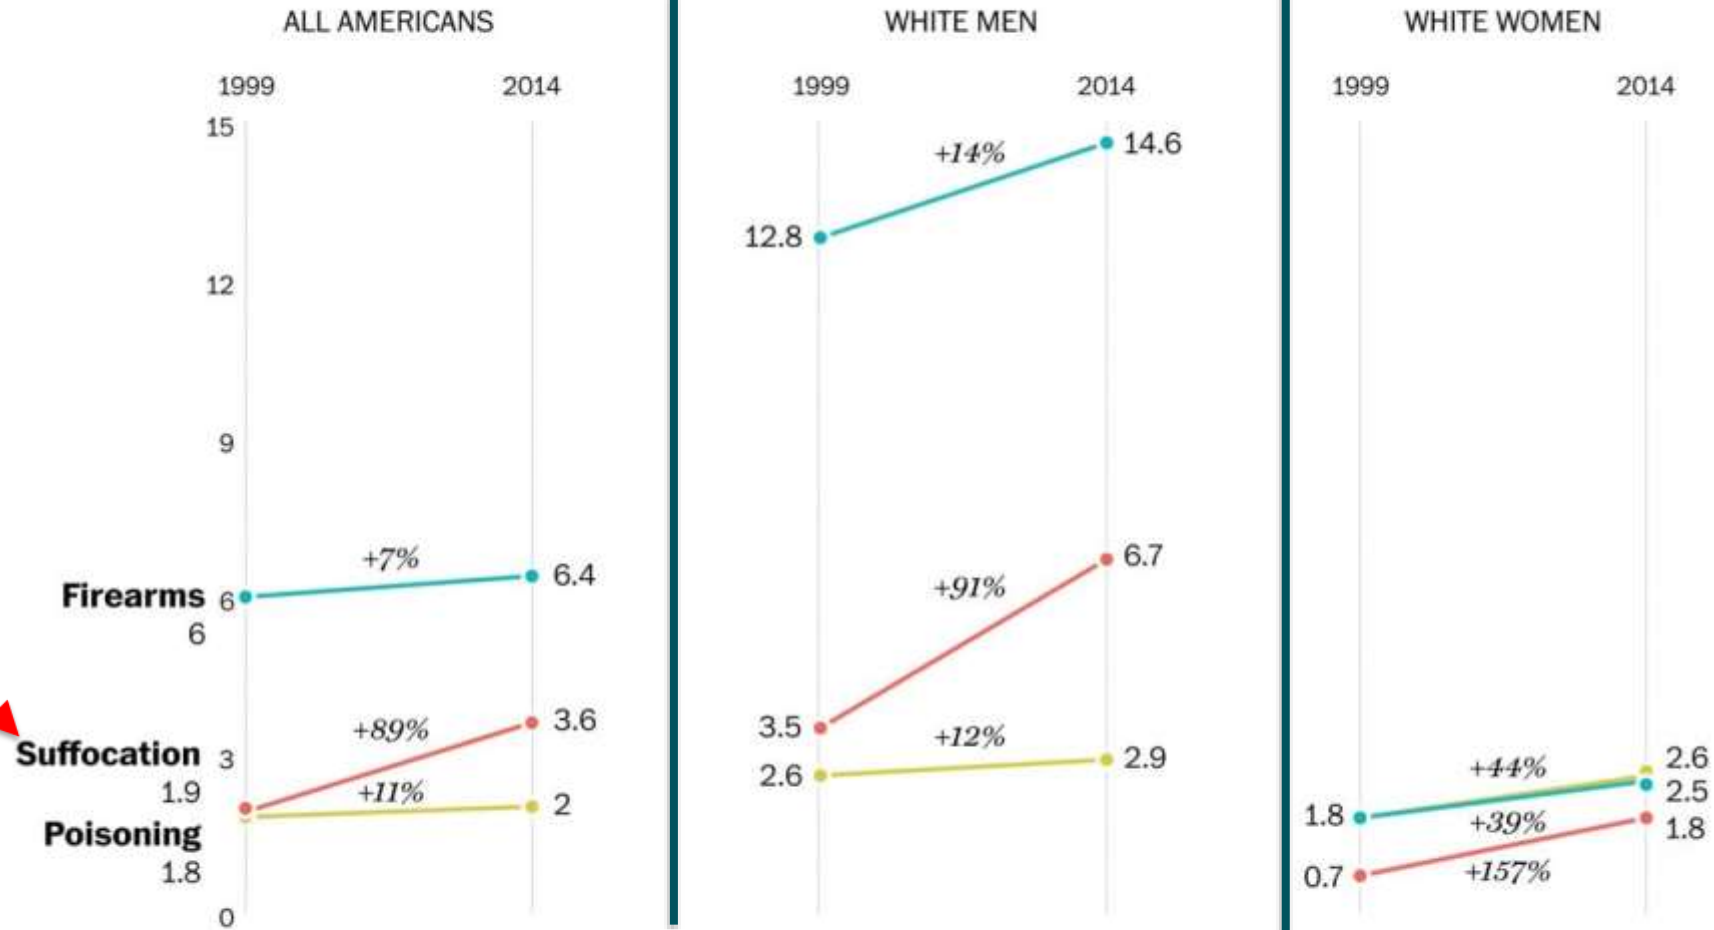 ALL AMERICANS
1999 2014
15
12
9
+7%
Firearms 6 6.4
6
+89% 3.6
Suffocation 3
1.9 +11% 2
Poisoning
1.8
0
WHITE MEN
1999 2014
+14% 14.6
12.8
6.7
+91%
3.5 +12%
2.6 2.9
WHITE WOMEN
1999 2014
+44% 2.6
2.5
1.8 +39% 1.8
0.7 +157%